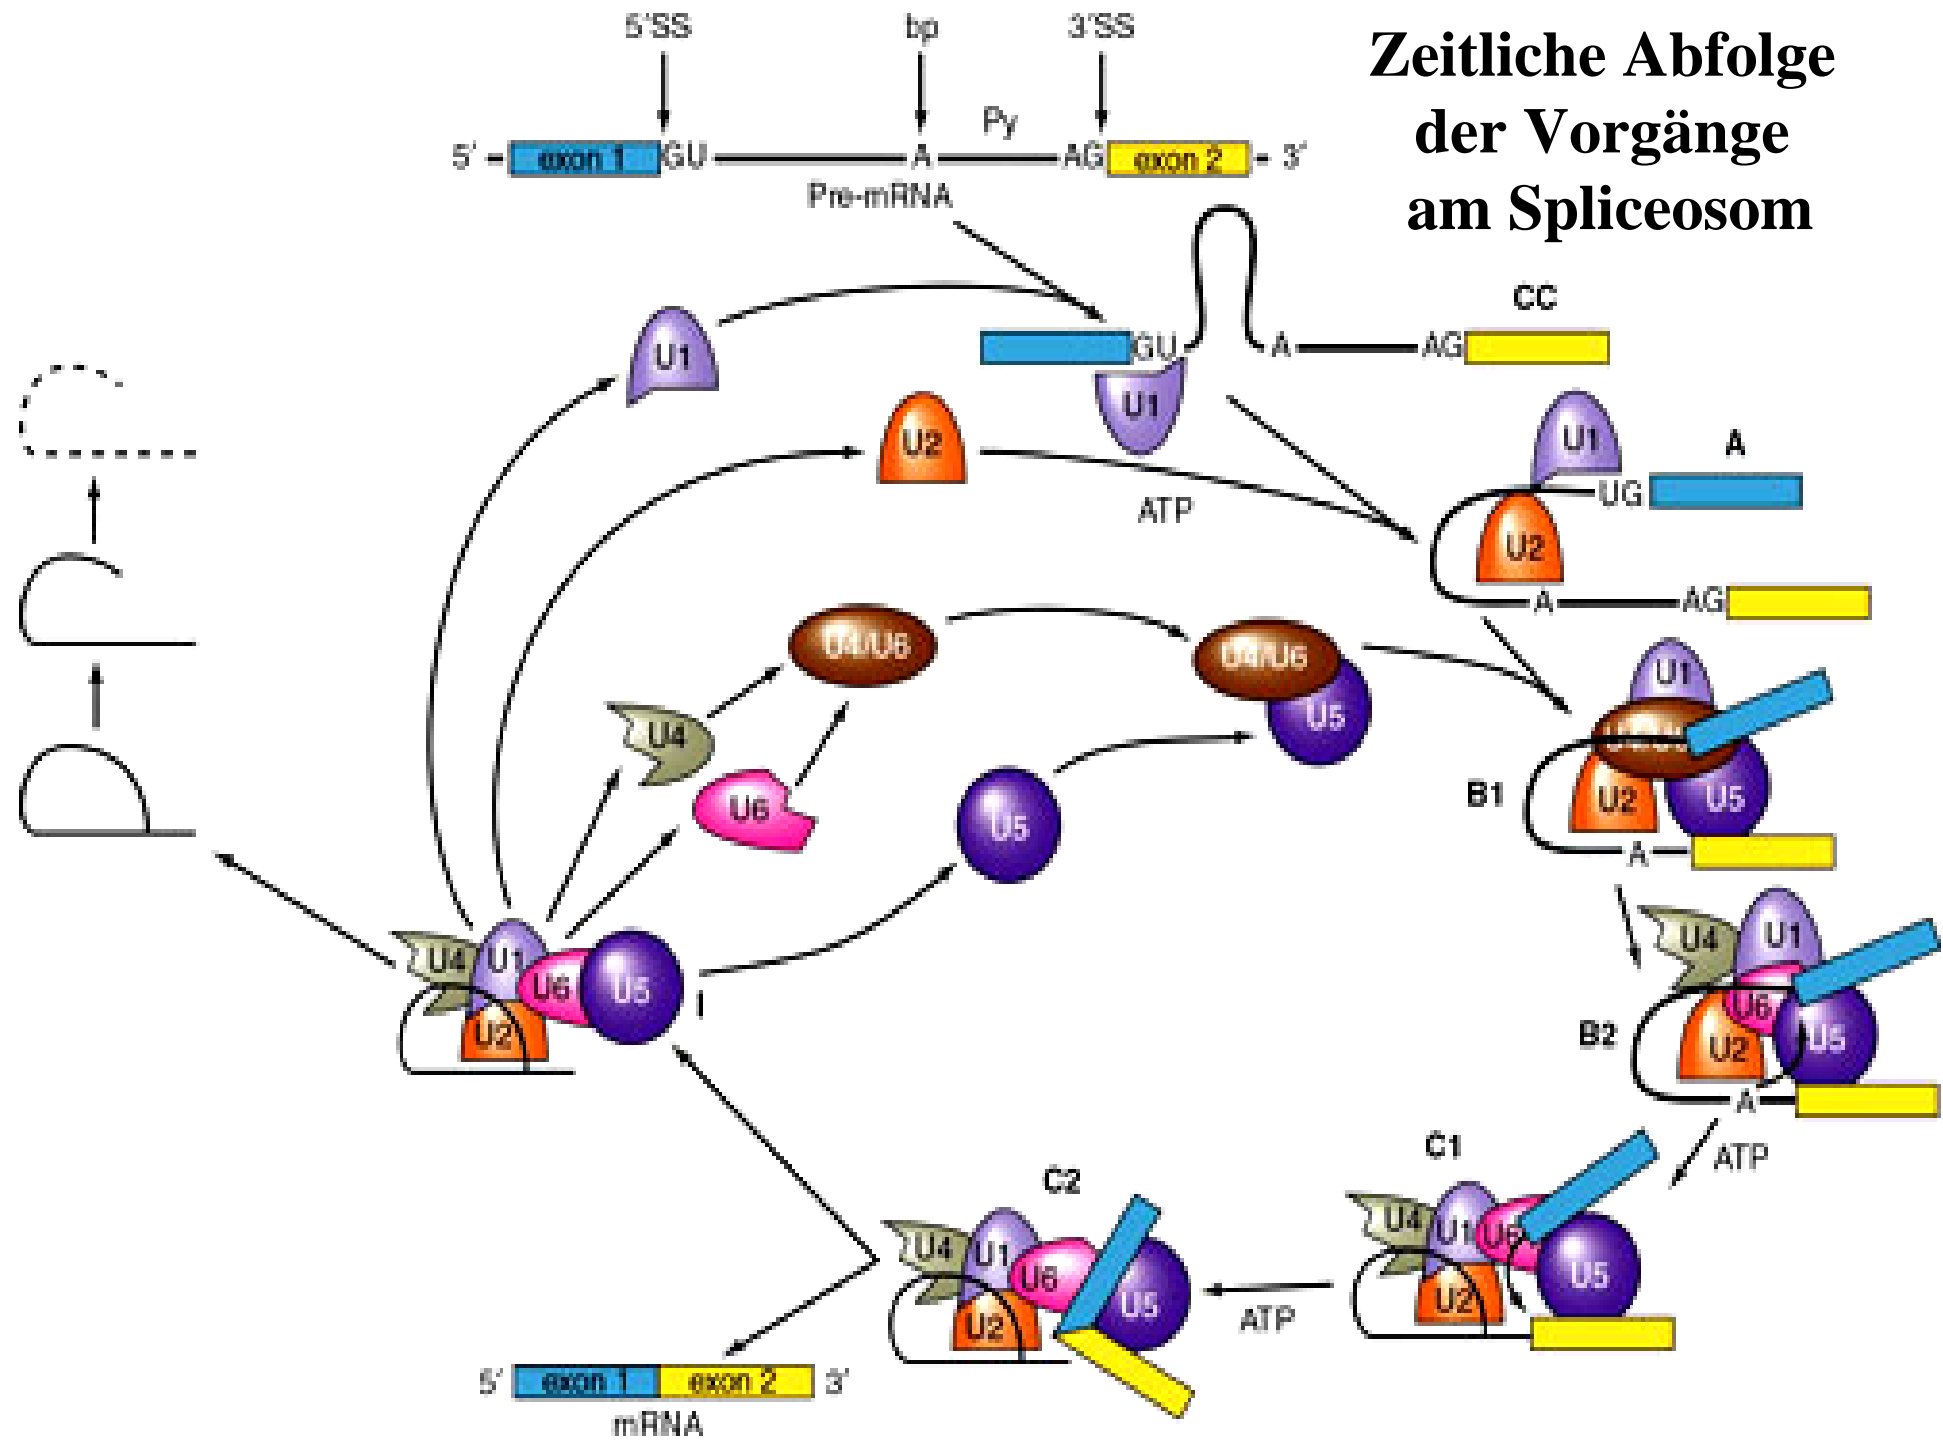 5'SS bp 3'SS
Zeitliche Abfolge
der Vorgänge
am Spliceosom
Py
5' exon 1 GU A AG exon 2 3'
Pre-mRNA
CC
U1
GU A AG
U1
U2
ATP
U1 A
UG
U2
A AG
U4/U6
U4/U6
U5
U4
U6
U5
U1
B1
U2 U5
A
U4 U1
U6
B2
U2 U5
A
ATP
U4 U1
U6 U5
U2
I
C1
U4 U1 U6
U5
U2
ATP
C2
U4 U1
U6
U5
U2
5' exon 1 exon 2 3'
mRNA